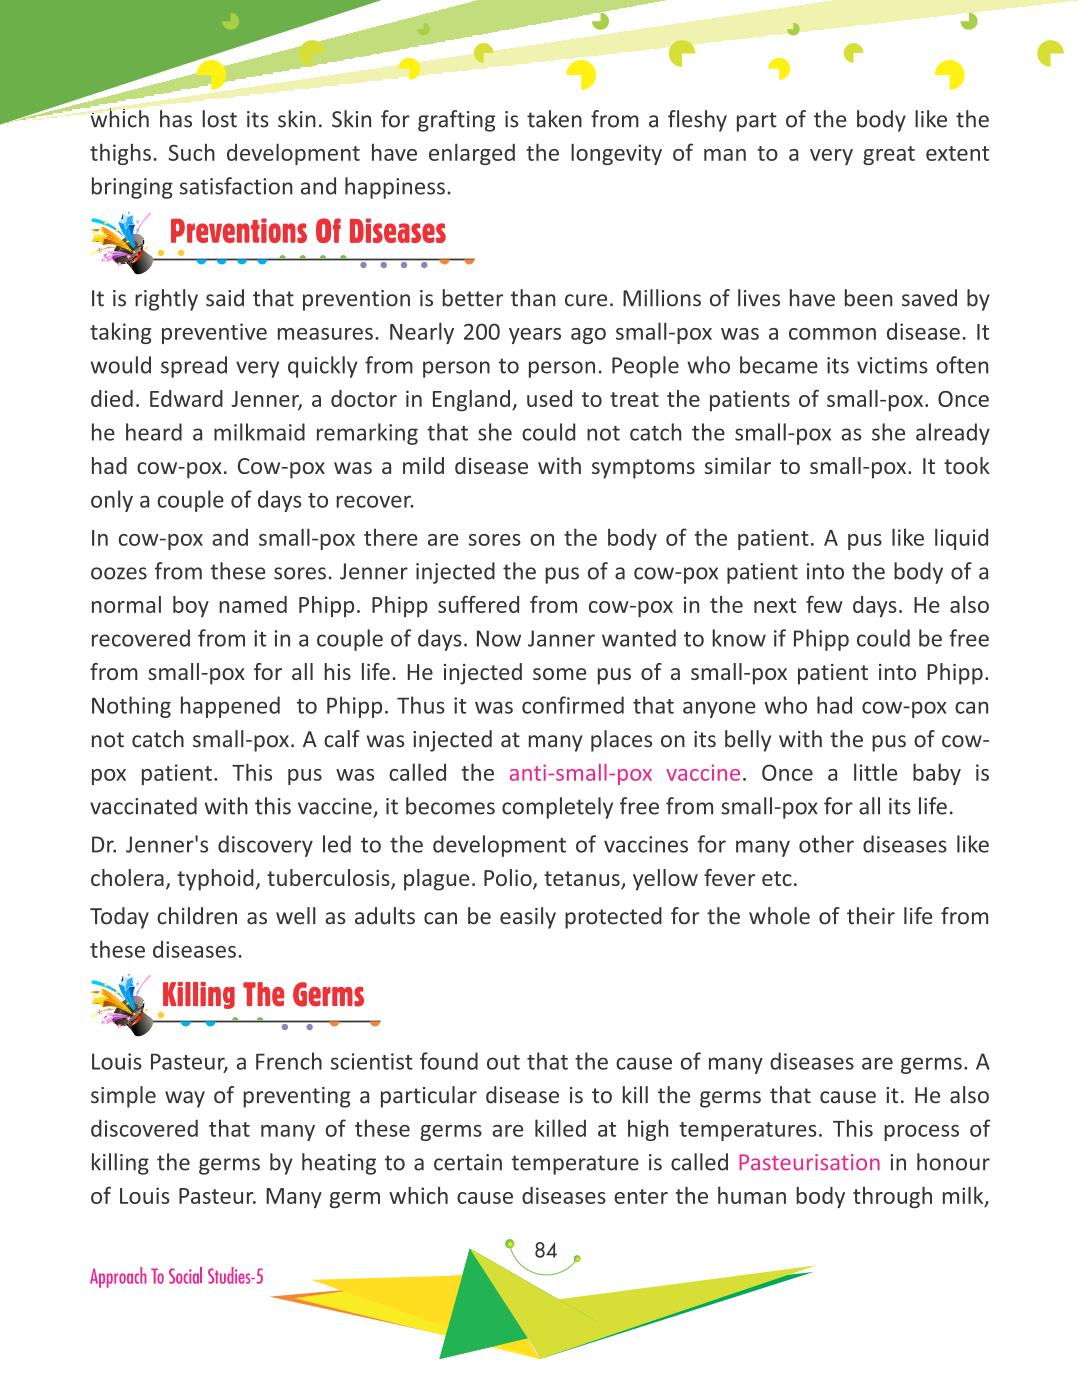 which has lost its skin. Skin for grafting is taken from a fleshy part of the body like the
thighs. Such development have enlarged the longevity of man to a very great extent
bringing satisfaction and happiness.
Preventions Of Diseases
It is rightly said that prevention is better than cure. Millions of lives have been saved by
taking preventive measures. Nearly 200 years ago small-pox was a common disease. It
would spread very quickly from person to person. People who became its victims often
died. Edward Jenner, a doctor in England, used to treat the patients of small-pox. Once
he heard a milkmaid remarking that she could not catch the small-pox as she already
had cow-pox. Cow-pox was a mild disease with symptoms similar to small-pox. It took
only a couple of days to recover.
In cow-pox and small-pox there are sores on the body of the patient. A pus like liquid
oozes from these sores. Jenner injected the pus of a cow-pox patient into the body of a
normal boy named Phipp. Phipp suffered from cow-pox in the next few days. He also
recovered from it in a couple of days. Now Janner wanted to know if Phipp could be free
from small-pox for all his life. He injected some pus of a small-pox patient into Phipp.
Nothing happened to Phipp. Thus it was confirmed that anyone who had cow-pox can
not catch small-pox. A calf was injected at many places on its belly with the pus of cow-
pox patient. This pus was called the anti-small-pox vaccine. Once a little baby is
vaccinated with this vaccine, it becomes completely free from small-pox for all its life.
Dr. Jenner's discovery led to the development of vaccines for many other diseases like
cholera, typhoid, tuberculosis, plague. Polio, tetanus, yellow fever etc.
Today children as well as adults can be easily protected for the whole of their life from
these diseases.
Killing The Germs
Louis Pasteur, a French scientist found out that the cause of many diseases are germs. A
simple way of preventing a particular disease is to kill the germs that cause it. He also
discovered that many of these germs are killed at high temperatures. This process of
killing the germs by heating to a certain temperature is called Pasteurisation in honour
of Louis Pasteur. Many germ which cause diseases enter the human body through milk,
84
Approach To Social Studies-5